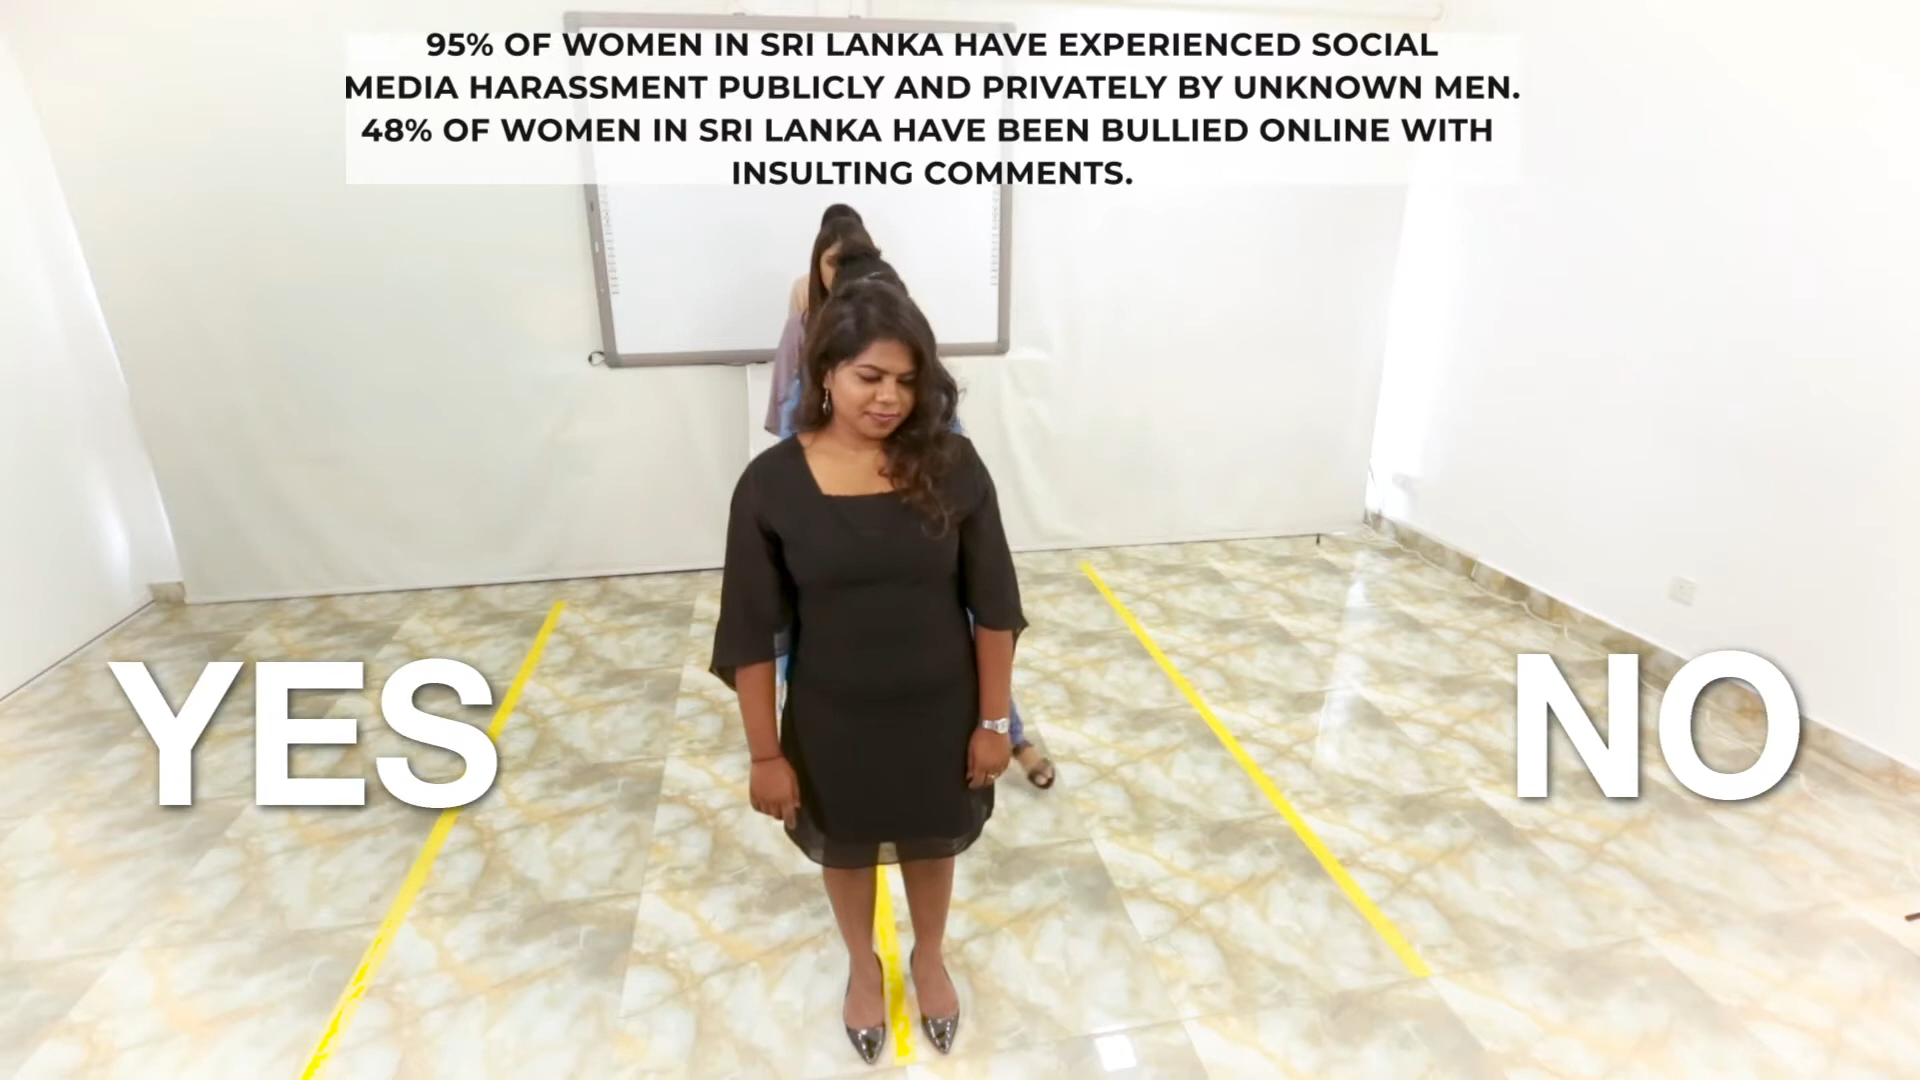 95% OF WOMEN IN SRI LANKA HAVE EXPERIENCED SOCIAL
MEDIA HARASSMENT PUBLICLY AND PRIVATELY BY UNKNOWN MEN.
48% OF WOMEN IN SRI LANKA HAVE BEEN BULLIED ONLINE WITH
INSULTING COMMENTS.
YES
NO